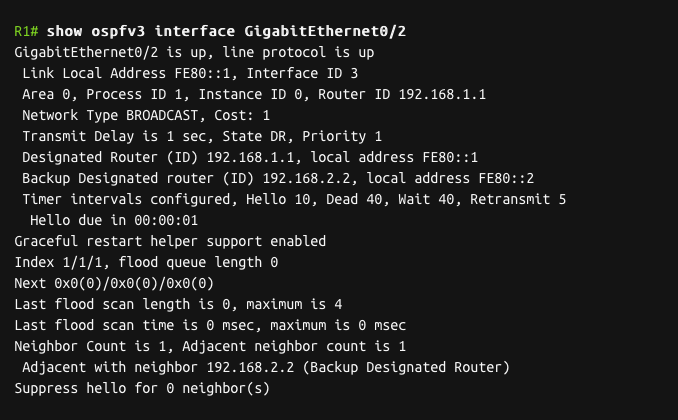 R1# show ospfv3 interface GigabitEthernet0/2
GigabitEthernet0/2 is up, line protocol is up
Link Local Address FE80::1, Interface ID 3
Area 0, Process ID 1, Instance ID 0, Router ID 192.168.1.1
Network Type BROADCAST, Cost: 1
Transmit Delay is 1 sec, State DR, Priority 1
Designated Router (ID) 192.168.1.1, local address FE80::1
Backup Designated router (ID) 192.168.2.2, local address FE80::2
Timer intervals configured, Hello 10, Dead 40, Wait 40, Retransmit 5
Hello due in 00:00:01
Graceful restart helper support enabled
Index 1/1/1, flood queue length 0
Next 0x0(0)/0x0(0)/0x0(0)
Last flood scan length is 0, maximum is 4
Last flood scan time is 0 msec, maximum is 0 msec
Neighbor Count is 1, Adjacent neighbor count is 1
Adjacent with neighbor 192.168.2.2 (Backup Designated Router)
Suppress hello for 0 neighbor(s)